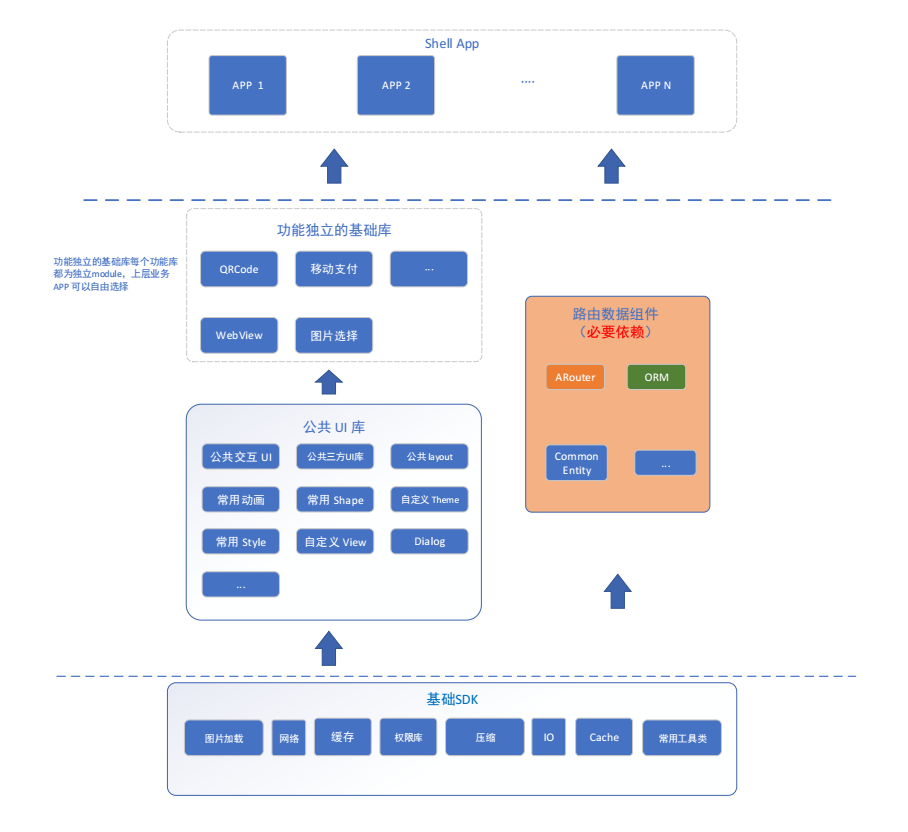 Shell App
APP 1
APP 2
....
APP N
功能独立的基础库
功能独立的基础库每个功能库
都为独立module，上层业务
APP 可以自由选择
QRCode
移动支付
...
WebView
图片选择
路由数据组件
（必要依赖）
ARouter
ORM
Common
Entity
...
公共 UI 库
公共交互 UI
公共三方UI库
公共 layout
常用动画
常用 Shape
自定义 Theme
常用 Style
自定义 View
Dialog
...
基础SDK
图片加载
网络
缓存
权限库
压缩
IO
Cache
常用工具类